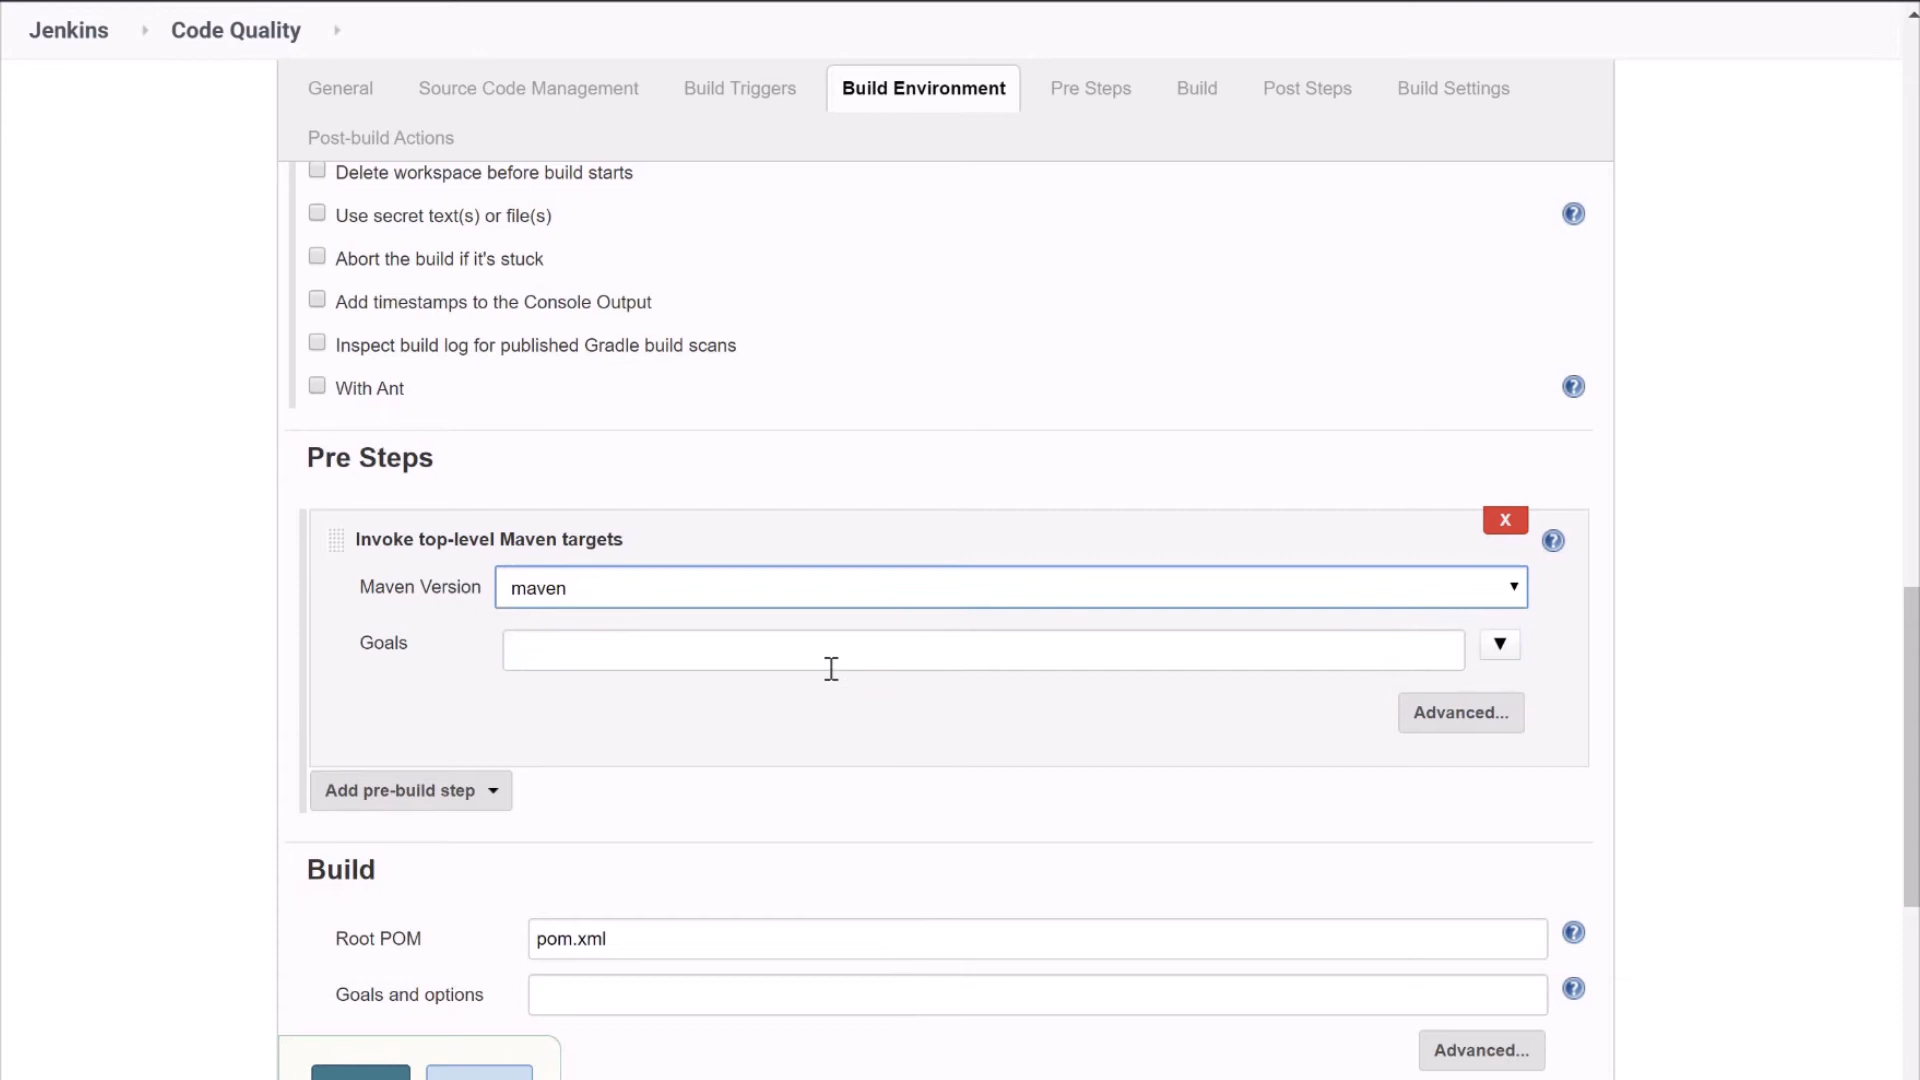 Jenkins Code Quality
General Source Code Management Build Triggers Build Environment Pre Steps Build Post Steps Build Settings
Post-build Actions
Delete workspace before build starts
Use secret text(s) or file(s)
Abort the build if it's stuck
Add timestamps to the Console Output
Inspect build log for published Gradle build scans
With Ant
Pre Steps
X
Invoke top-level Maven targets
Maven Version maven
Goals
Advanced...
Add pre-build step
Build
Root POM pom.xml
Goals and options
Advanced...